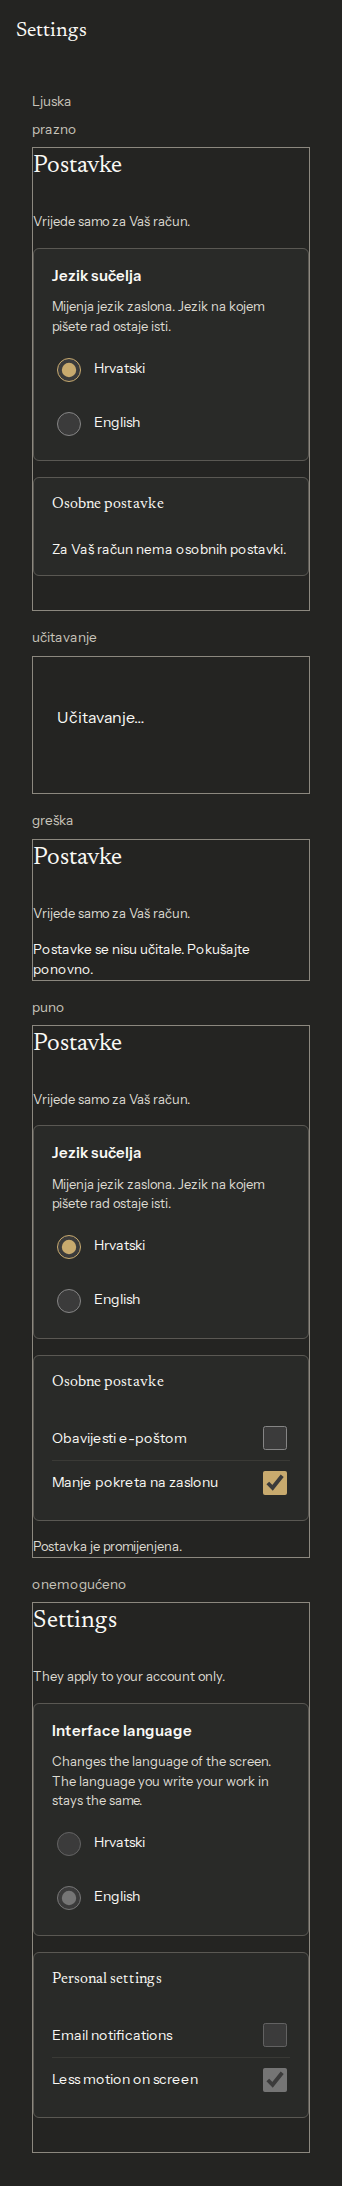 Settings
Ljuska
prazno
Postavke
Vrijede samo za Vaš račun.
Jezik sučelja
Mijenja jezik zaslona. Jezik na kojem
pišete rad ostaje isti.
Hrvatski
English
Osobne postavke
Za Vaš račun nema osobnih postavki.
učitavanje
Učitavanje…
greška
Postavke
Vrijede samo za Vaš račun.
Postavke se nisu učitale. Pokušajte
ponovno.
puno
Postavke
Vrijede samo za Vaš račun.
Jezik sučelja
Mijenja jezik zaslona. Jezik na kojem
pišete rad ostaje isti.
Hrvatski
English
Osobne postavke
Obavijesti e-poštom
Manje pokreta na zaslonu
Postavka je promijenjena.
onemogućeno
Settings
They apply to your account only.
Interface language
Changes the language of the screen.
The language you write your work in
stays the same.
Hrvatski
English
Personal settings
Email notifications
Less motion on screen